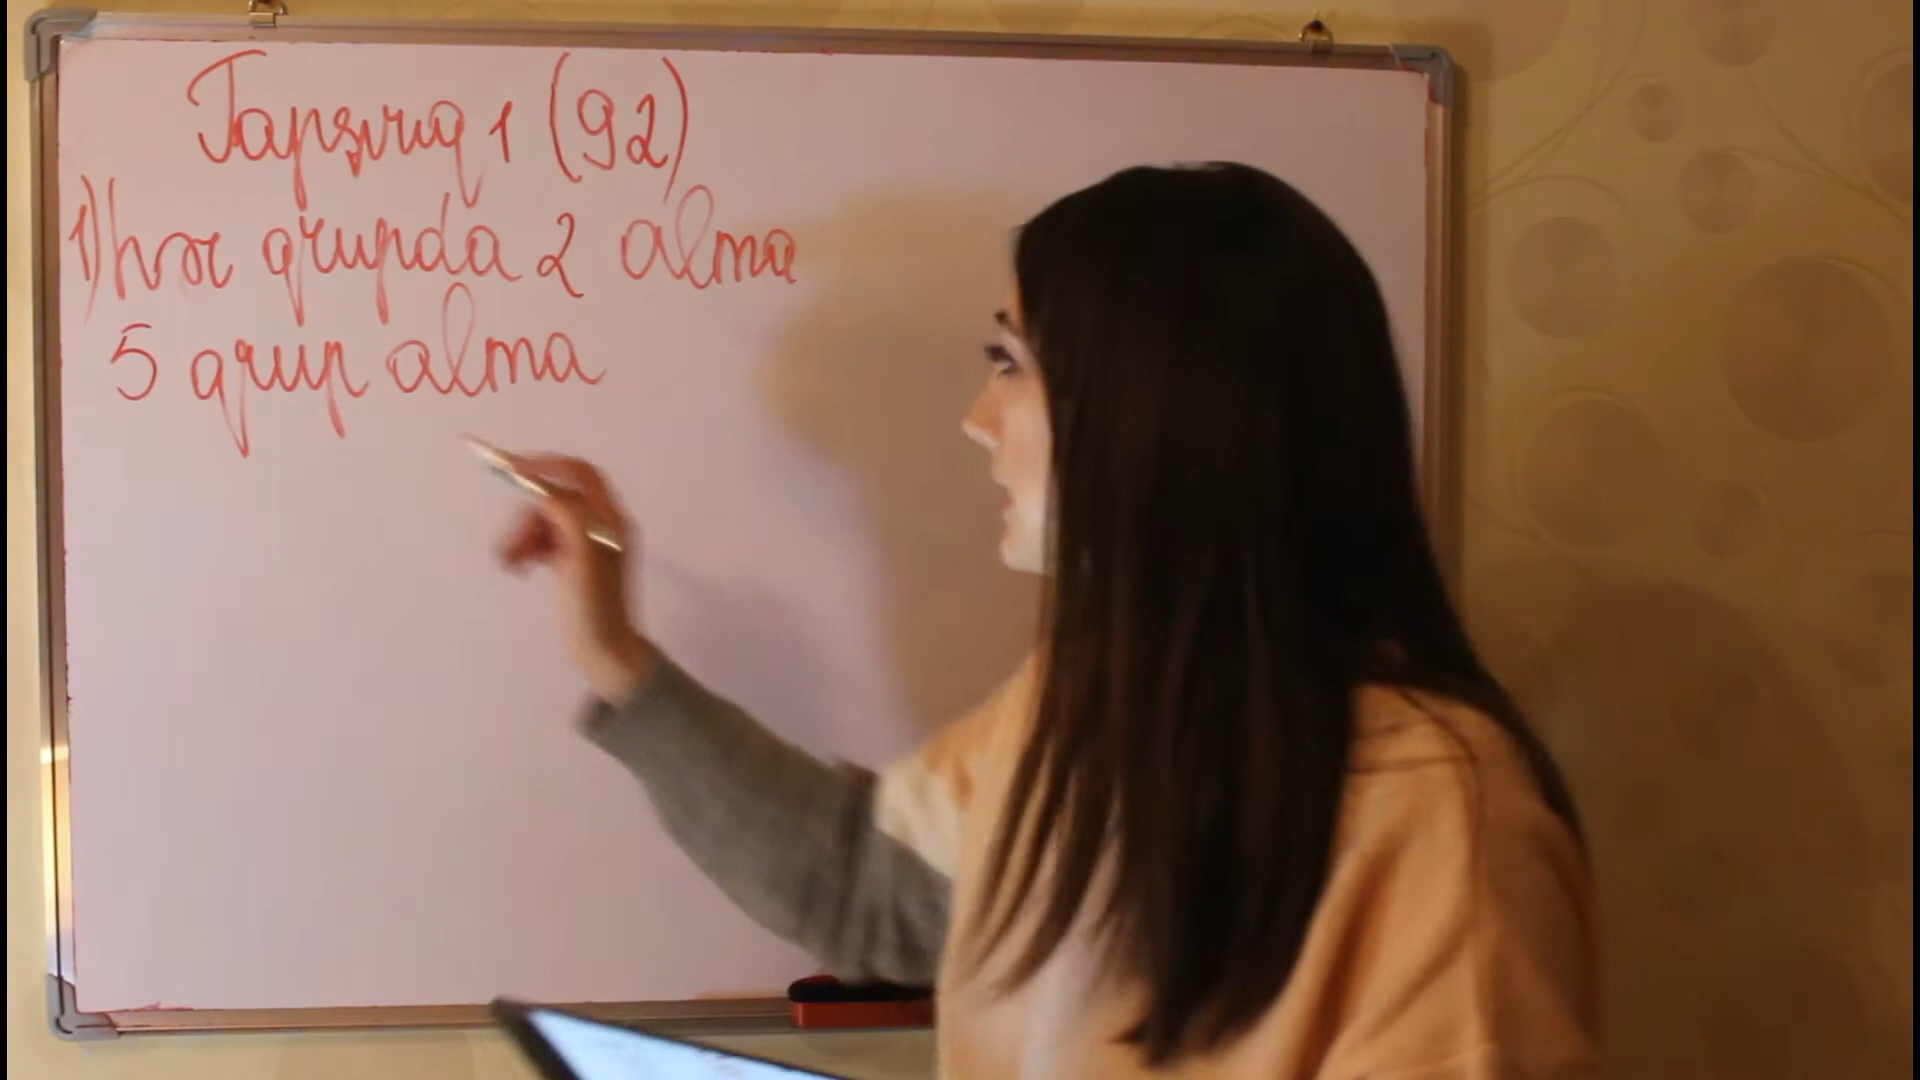 Tapşırıq 1 (92)
1) hər qrupda 2 alma
5 qrup alma